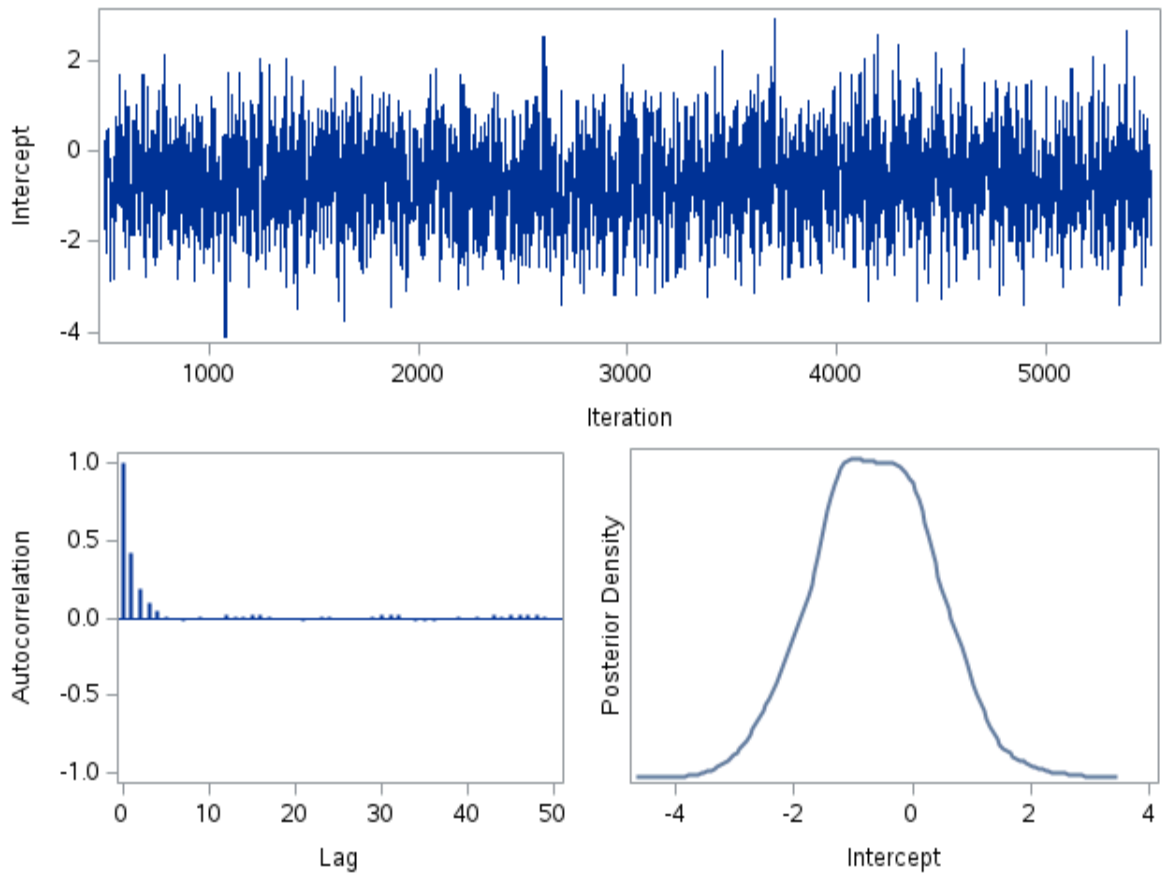 Intercept
2
0
-2
-4
1000 2000 3000 4000 5000
Iteration
Autocorrelation
1.0
0.5
0.0
-0.5
-1.0
0 10 20 30 40 50
Lag
Posterior Density
-4 -2 0 2 4
Intercept